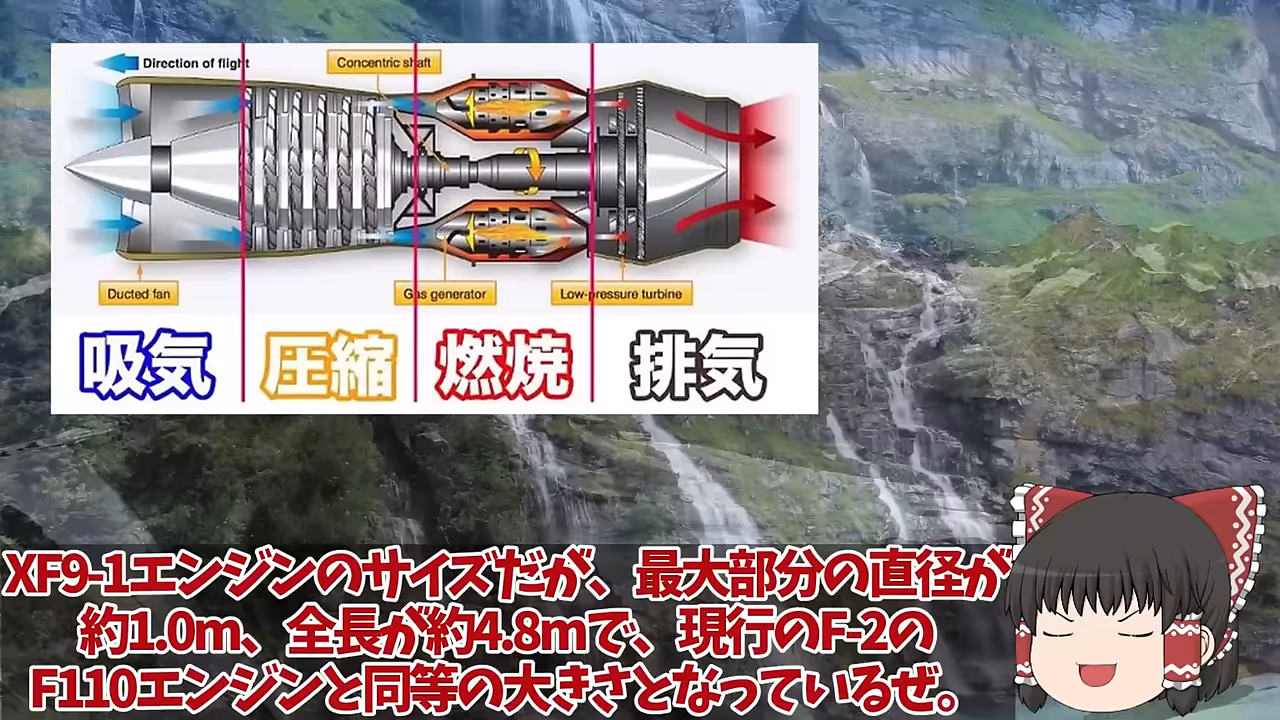 Direction of flight
Concentric shaft
Ducted fan
Gas generator
Low-pressure turbine
吸気
圧縮
燃焼
排気
XF9-1エンジンのサイズだが、最大部分の直径が
約1.0m、全長が約4.8mで、現行のF-2の
F110エンジンと同等の大きさとなっているぜ。